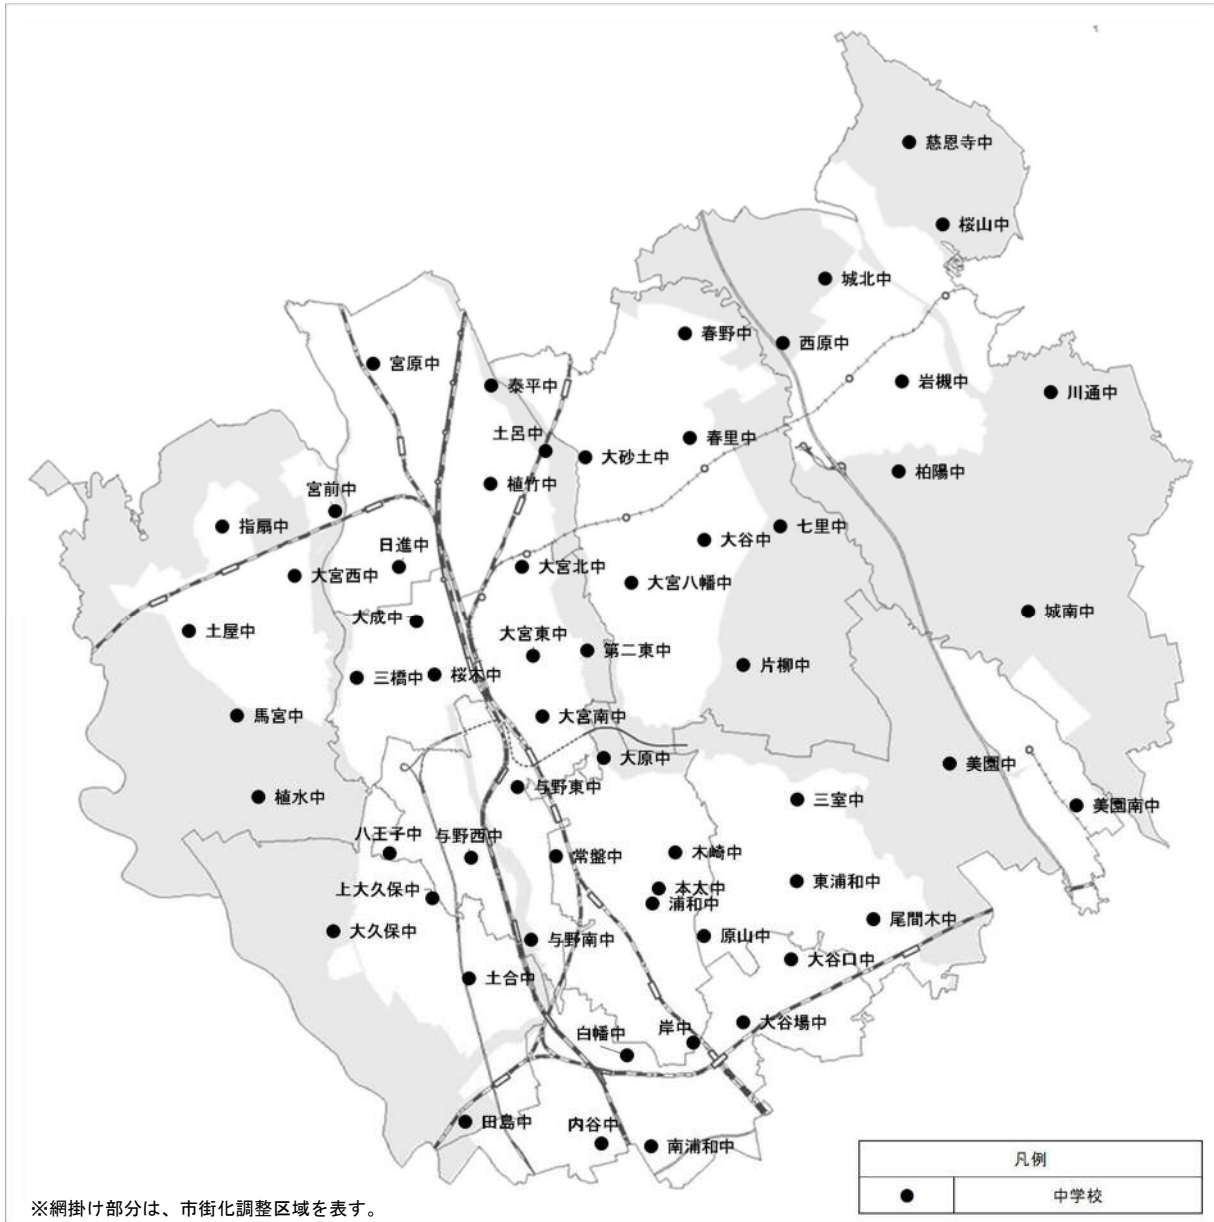 慈恩寺中
桜山中
城北中
春野中
西原中
宮原中
岩槻中
泰平中
川通中
土呂中
春里中
大砂土中
柏陽中
植竹中
宮前中
指扇中
七里中
大谷中
日進中
大宮北中
大宮西中
大宮八幡中
城南中
大成中
土屋中
大宮東中
第二東中
片柳中
三橋中
桜木中
馬宮中
大宮南中
大原中
美園中
与野東中
植水中
三室中
美園南中
八王子中
与野西中
常盤中
木崎中
本太中
東浦和中
上大久保中
浦和中
尾間木中
大久保中
与野南中
原山中
大谷口中
土合中
大谷場中
岸中
白幡中
田島中
内谷中
南浦和中
凡例
中学校
※網掛け部分は、市街化調整区域を表す。